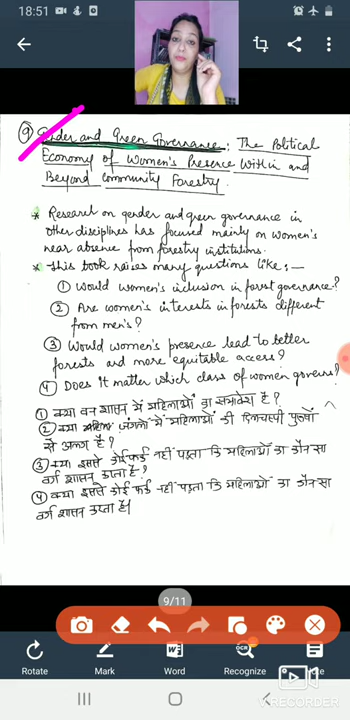 18:51
⑨ Gender and Green Governance: The Political
Economy of Women's Presence Within and
Beyond Community Forestry.
* Research on gender and green governance in
other disciplines has focused mainly on women's
near absence from forestry institutions.
* This book raises many questions like:—
① Would women's inclusion in forest governance?
② Are women's interests in forests different
from men's?
③ Would women's presence lead to better
forests and more equitable access?
④ Does it matter which class of women governs?
① क्या वन शासन में महिलाओं का समावेश है?
② क्या महिला जंगलों में महिलाओं की दिलचस्पी पुरुषों
से अलग है?
③ क्या इससे कोई फर्क नहीं पड़ता कि महिलाओं का कौन सा
वर्ग शासन करता है?
④ क्या इससे कोई फर्क नहीं पड़ता कि महिलाओं का कौन सा
वर्ग शासन करता है।
9/11
Rotate
Mark
Word
Recognize
OCR
V RECORDER